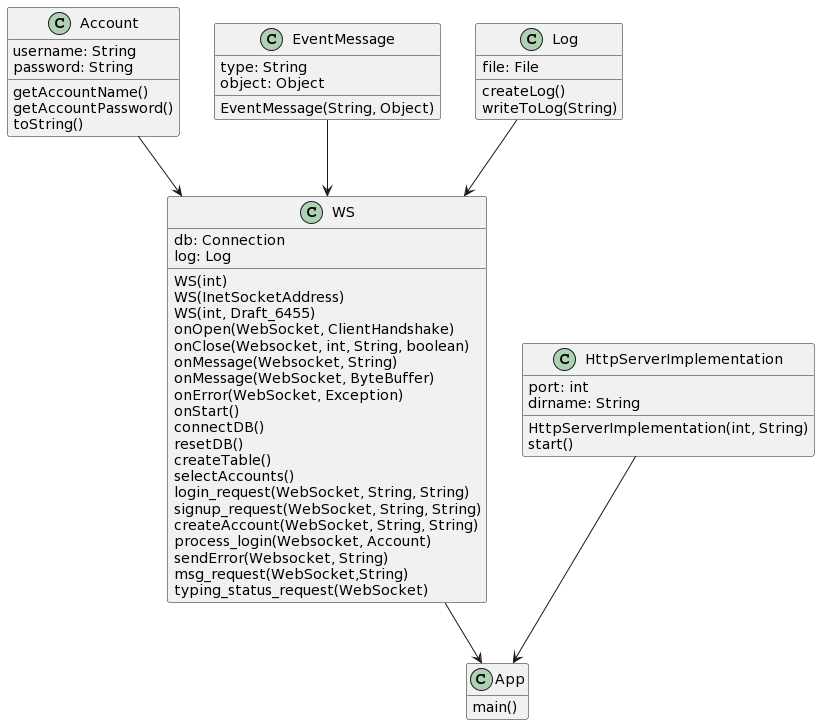 C Account
username: String
password: String
getAccountName()
getAccountPassword()
toString()
C EventMessage
type: String
object: Object
EventMessage(String, Object)
C Log
file: File
createLog()
writeToLog(String)
C WS
db: Connection
log: Log
WS(int)
WS(InetSocketAddress)
WS(int, Draft_6455)
onOpen(WebSocket, ClientHandshake)
onClose(Websocket, int, String, boolean)
onMessage(Websocket, String)
onMessage(WebSocket, ByteBuffer)
onError(WebSocket, Exception)
onStart()
connectDB()
resetDB()
createTable()
selectAccounts()
login_request(WebSocket, String, String)
signup_request(WebSocket, String, String)
createAccount(WebSocket, String, String)
process_login(Websocket, Account)
sendError(Websocket, String)
msg_request(WebSocket,String)
typing_status_request(WebSocket)
C HttpServerImplementation
port: int
dirname: String
HttpServerImplementation(int, String)
start()
C App
main()